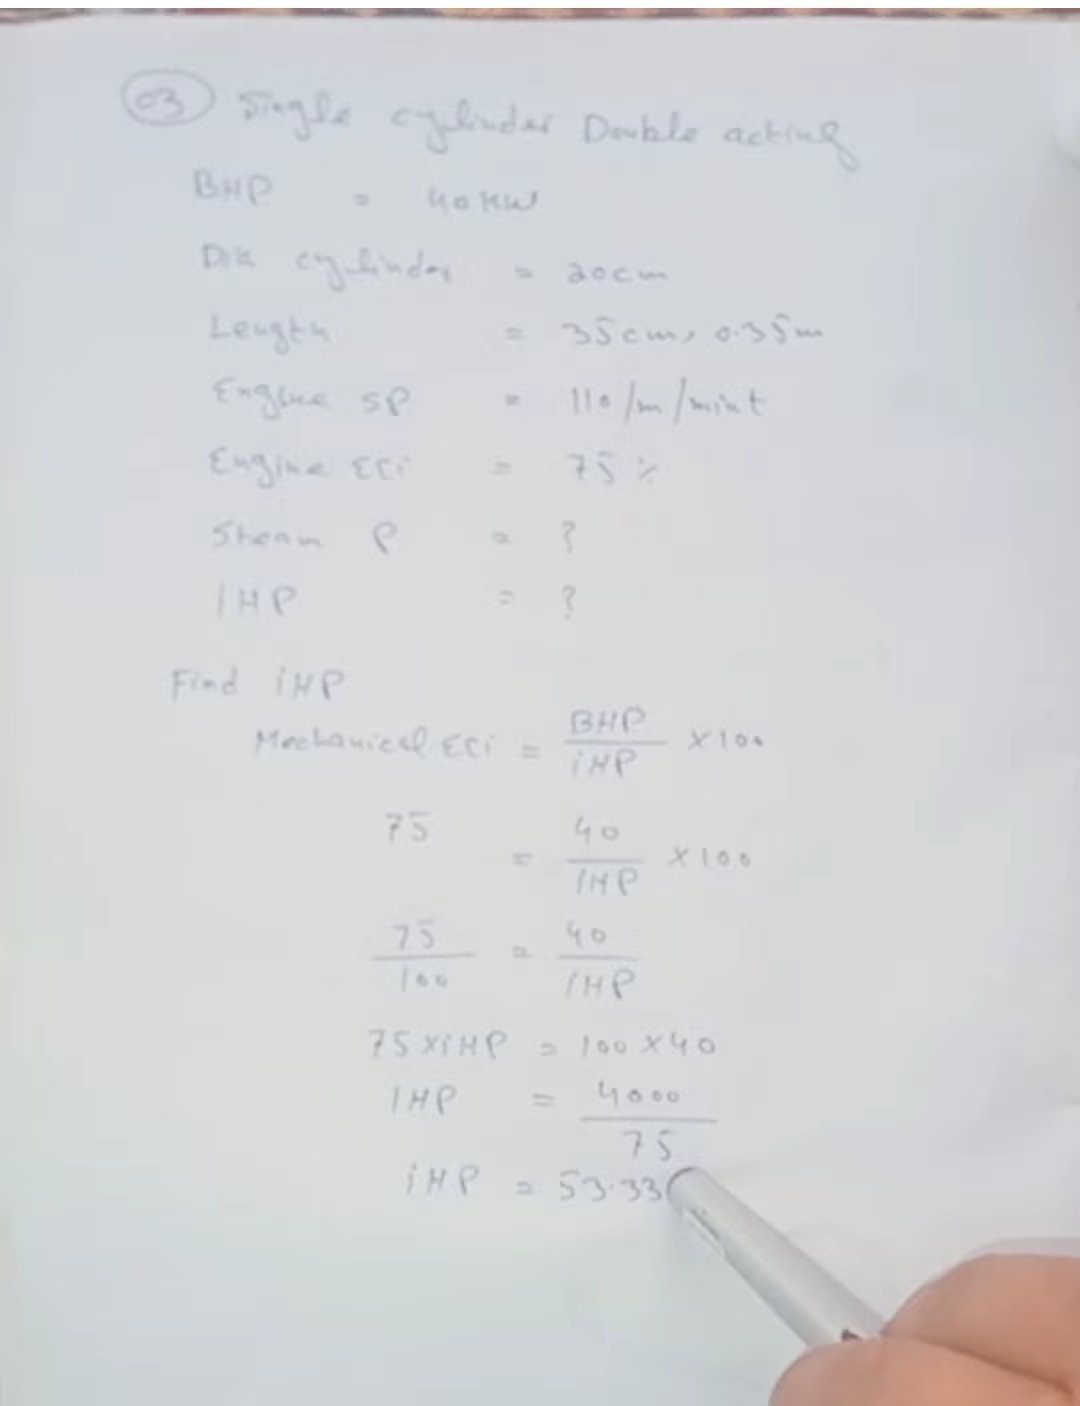 03 Single cylinder Double acting
BHP = 40 KW
Dia cylinder = 20cm
Length = 35cm, 0.35m
Engine SP = 110/m/mint
Engine Eci = 75 %
Steam P = ?
IHP = ?
Find iHP
Mechanical Eci = BHP/iHP × 100
75 = 40/IHP × 100
75/100 = 40/IHP
75 × iHP = 100 × 40
IHP = 4000/75
iHP = 53.33